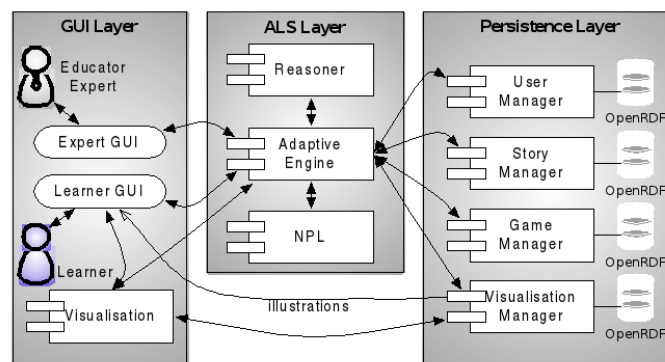 GUI Layer
ALS Layer
Persistence Layer
Educator
Expert
Expert GUI
Learner GUI
Learner
Visualisation
Reasoner
Adaptive
Engine
NPL
illustrations
User
Manager
OpenRDF
Story
Manager
OpenRDF
Game
Manager
OpenRDF
Visualisation
Manager
OpenRDF